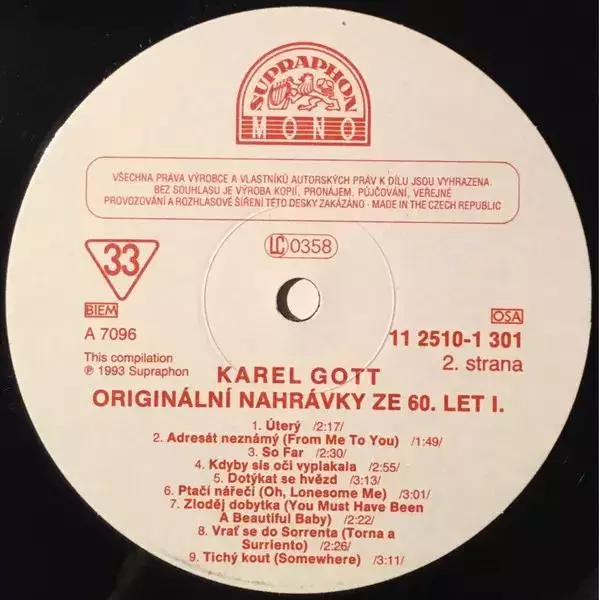 SUPRAPHON
MONO
VŠECHNA PRÁVA VÝROBCE A VLASTNÍKŮ AUTORSKÝCH PRÁV K DÍLU JSOU VYHRAZENA.
BEZ SOUHLASU JE VÝROBA KOPIÍ, PRONÁJEM, PŮJČOVÁNÍ, VEŘEJNÉ
PROVOZOVÁNÍ A ROZHLASOVÉ ŠÍŘENÍ TÉTO DESKY ZAKÁZÁNO · MADE IN THE CZECH REPUBLIC
33
LC 0358
BIEM
OSA
A 7096
11 2510-1 301
This compilation
℗ 1993 Supraphon
2. strana
KAREL GOTT
ORIGINÁLNÍ NAHRÁVKY ZE 60. LET I.
1. Úterý /2:17/
2. Adresát neznámý (From Me To You) /1:49/
3. So Far /2:30/
4. Kdyby sis oči vyplakala /2:55/
5. Dotýkat se hvězd /3:13/
6. Ptačí nářečí (Oh, Lonesome Me) /3:01/
7. Zloděj dobytka (You Must Have Been
A Beautiful Baby) /2:22/
8. Vrať se do Sorrenta (Torna a
Surriento) /2:26/
9. Tichý kout (Somewhere) /3:11/